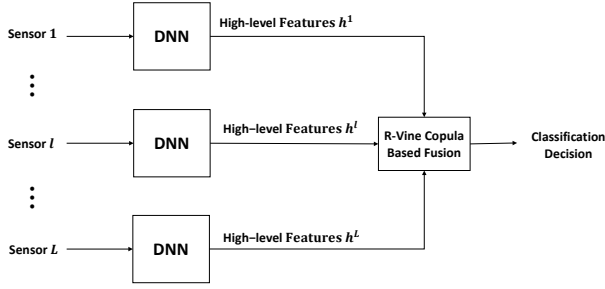 Sensor 1
DNN
High-level Features h¹
⋮
Sensor l
DNN
High–level Features hˡ
R-Vine Copula
Based Fusion
Classification
Decision
⋮
Sensor L
DNN
High–level Features hᴸ